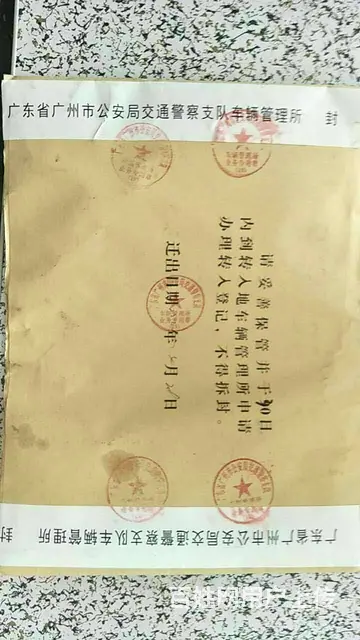 广东省广州市公安局交通警察支队车辆管理所 封
请妥善保管并于90日
内到转入地车辆管理所申请
办理转入登记，不得拆封。
迁出日期 年 月 日
广东省广州市公安局交通警察支队车辆管理所 封
百姓网用户上传